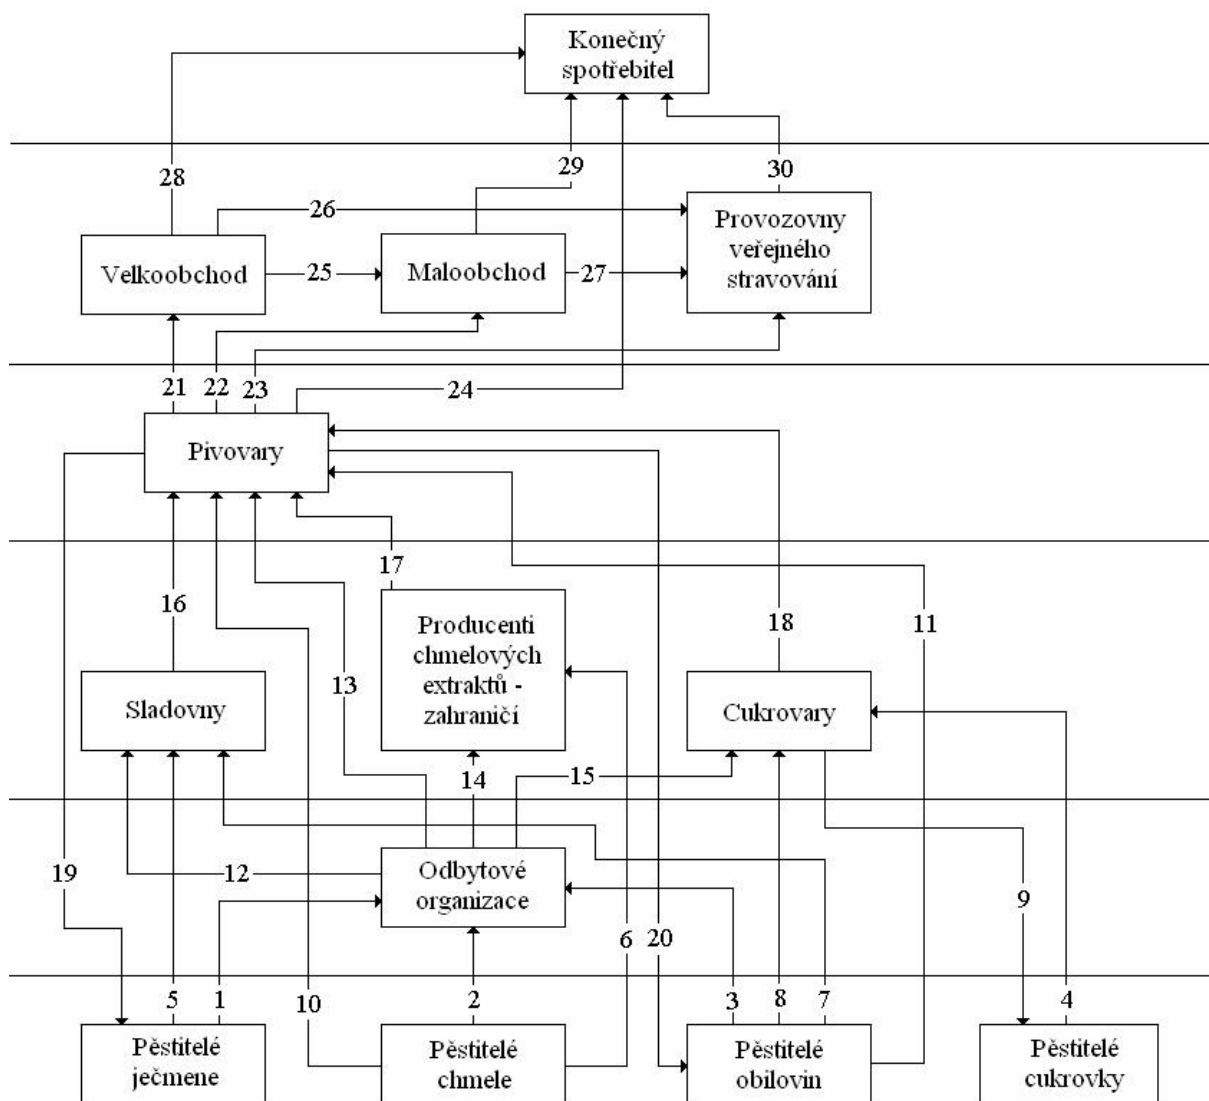 Konečný
spotřebitel
28
29
30
26
Provozovny
veřejného
stravování
Velkoobchod
25
Maloobchod
27
21
22
23
24
Pivovary
17
16
18
11
Producenti
chmelových
extraktů -
zahraničí
13
Sladovny
Cukrovary
14
15
19
12
Odbytové
organizace
9
6
20
5
1
10
2
3
8
7
4
Pěstitelé
ječmene
Pěstitelé
chmele
Pěstitelé
obilovin
Pěstitelé
cukrovky